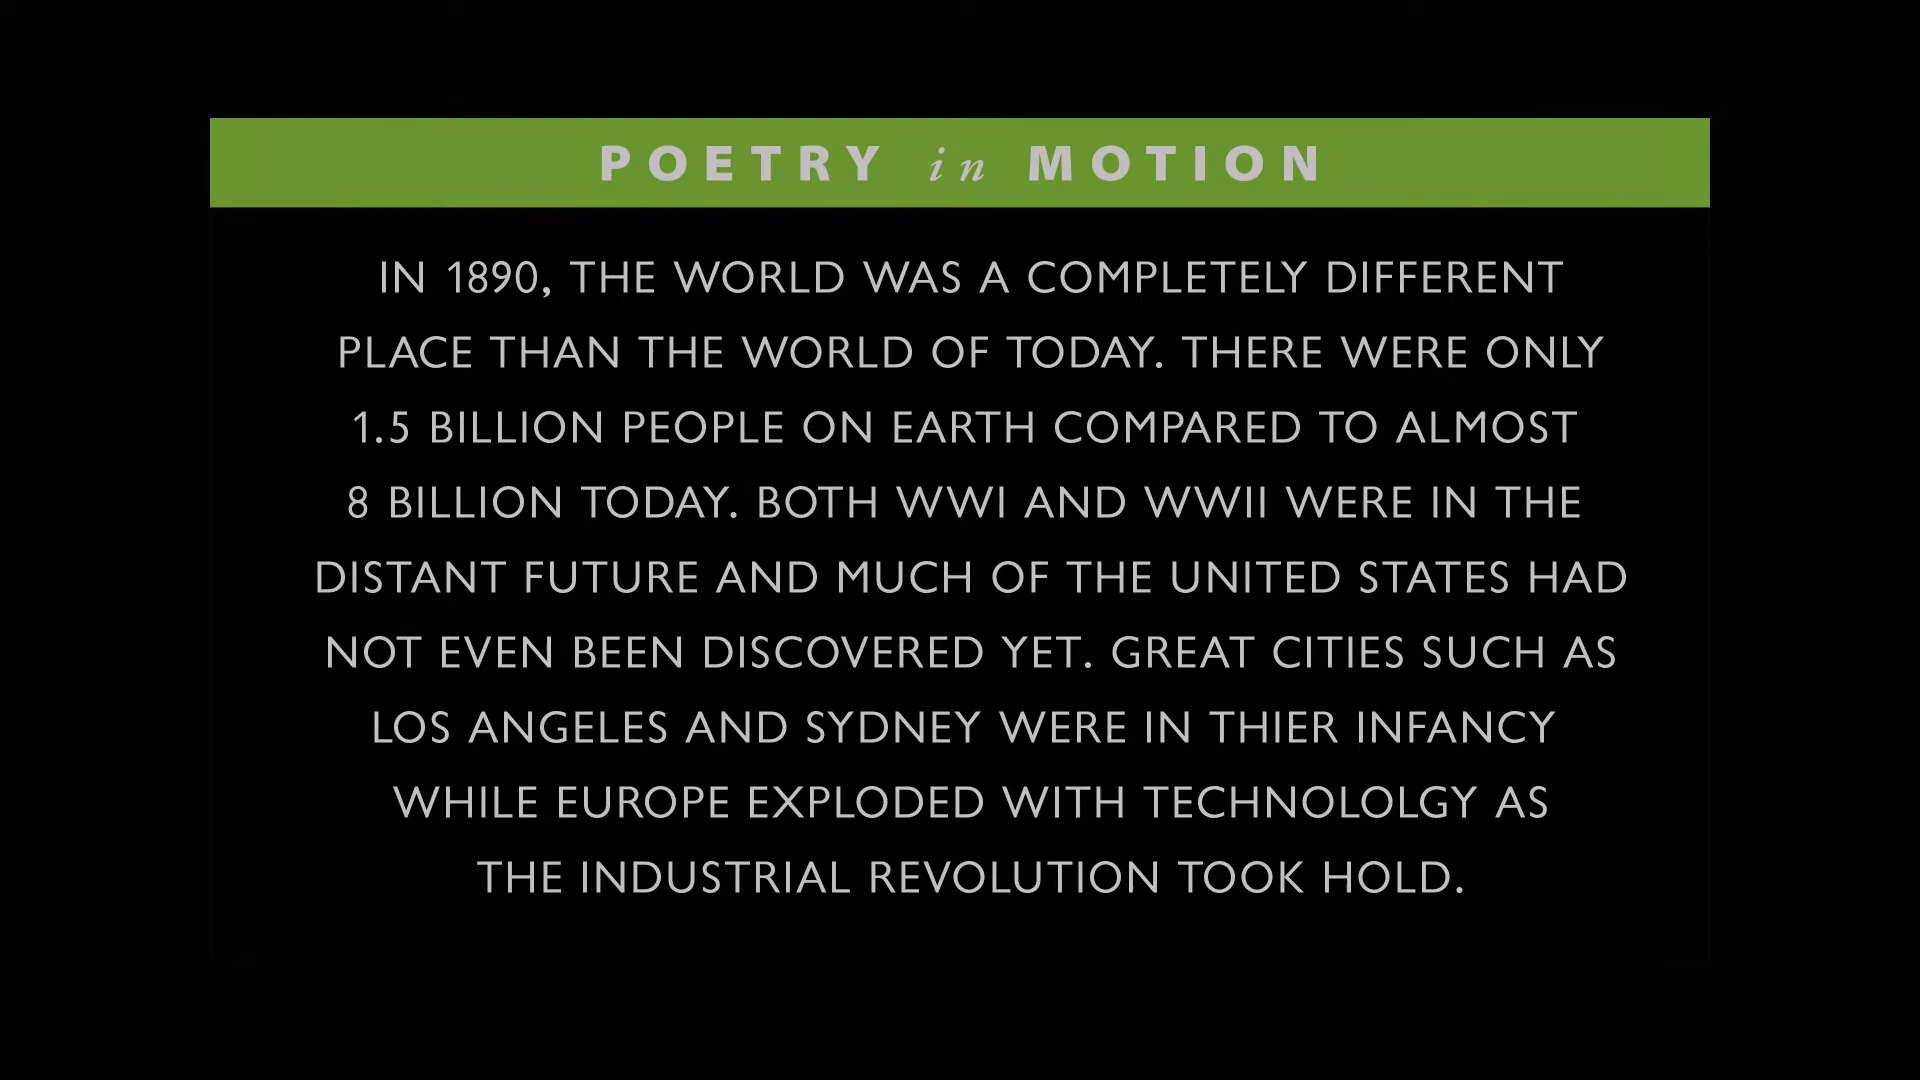 POETRY in MOTION
IN 1890, THE WORLD WAS A COMPLETELY DIFFERENT
PLACE THAN THE WORLD OF TODAY. THERE WERE ONLY
1.5 BILLION PEOPLE ON EARTH COMPARED TO ALMOST
8 BILLION TODAY. BOTH WWI AND WWII WERE IN THE
DISTANT FUTURE AND MUCH OF THE UNITED STATES HAD
NOT EVEN BEEN DISCOVERED YET. GREAT CITIES SUCH AS
LOS ANGELES AND SYDNEY WERE IN THIER INFANCY
WHILE EUROPE EXPLODED WITH TECHNOLOLGY AS
THE INDUSTRIAL REVOLUTION TOOK HOLD.